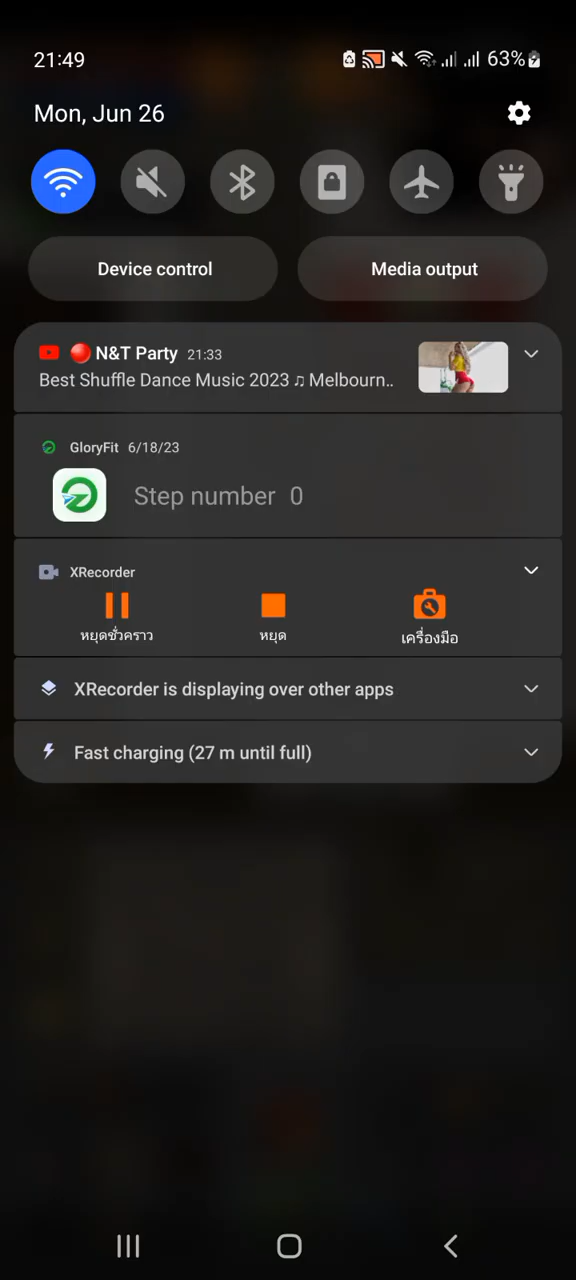 21:49
63%
Mon, Jun 26
Device control
Media output
N&T Party 21:33
Best Shuffle Dance Music 2023 ♫ Melbourn..
GloryFit 6/18/23
Step number 0
XRecorder
หยุดชั่วคราว
หยุด
เครื่องมือ
XRecorder is displaying over other apps
Fast charging (27 m until full)